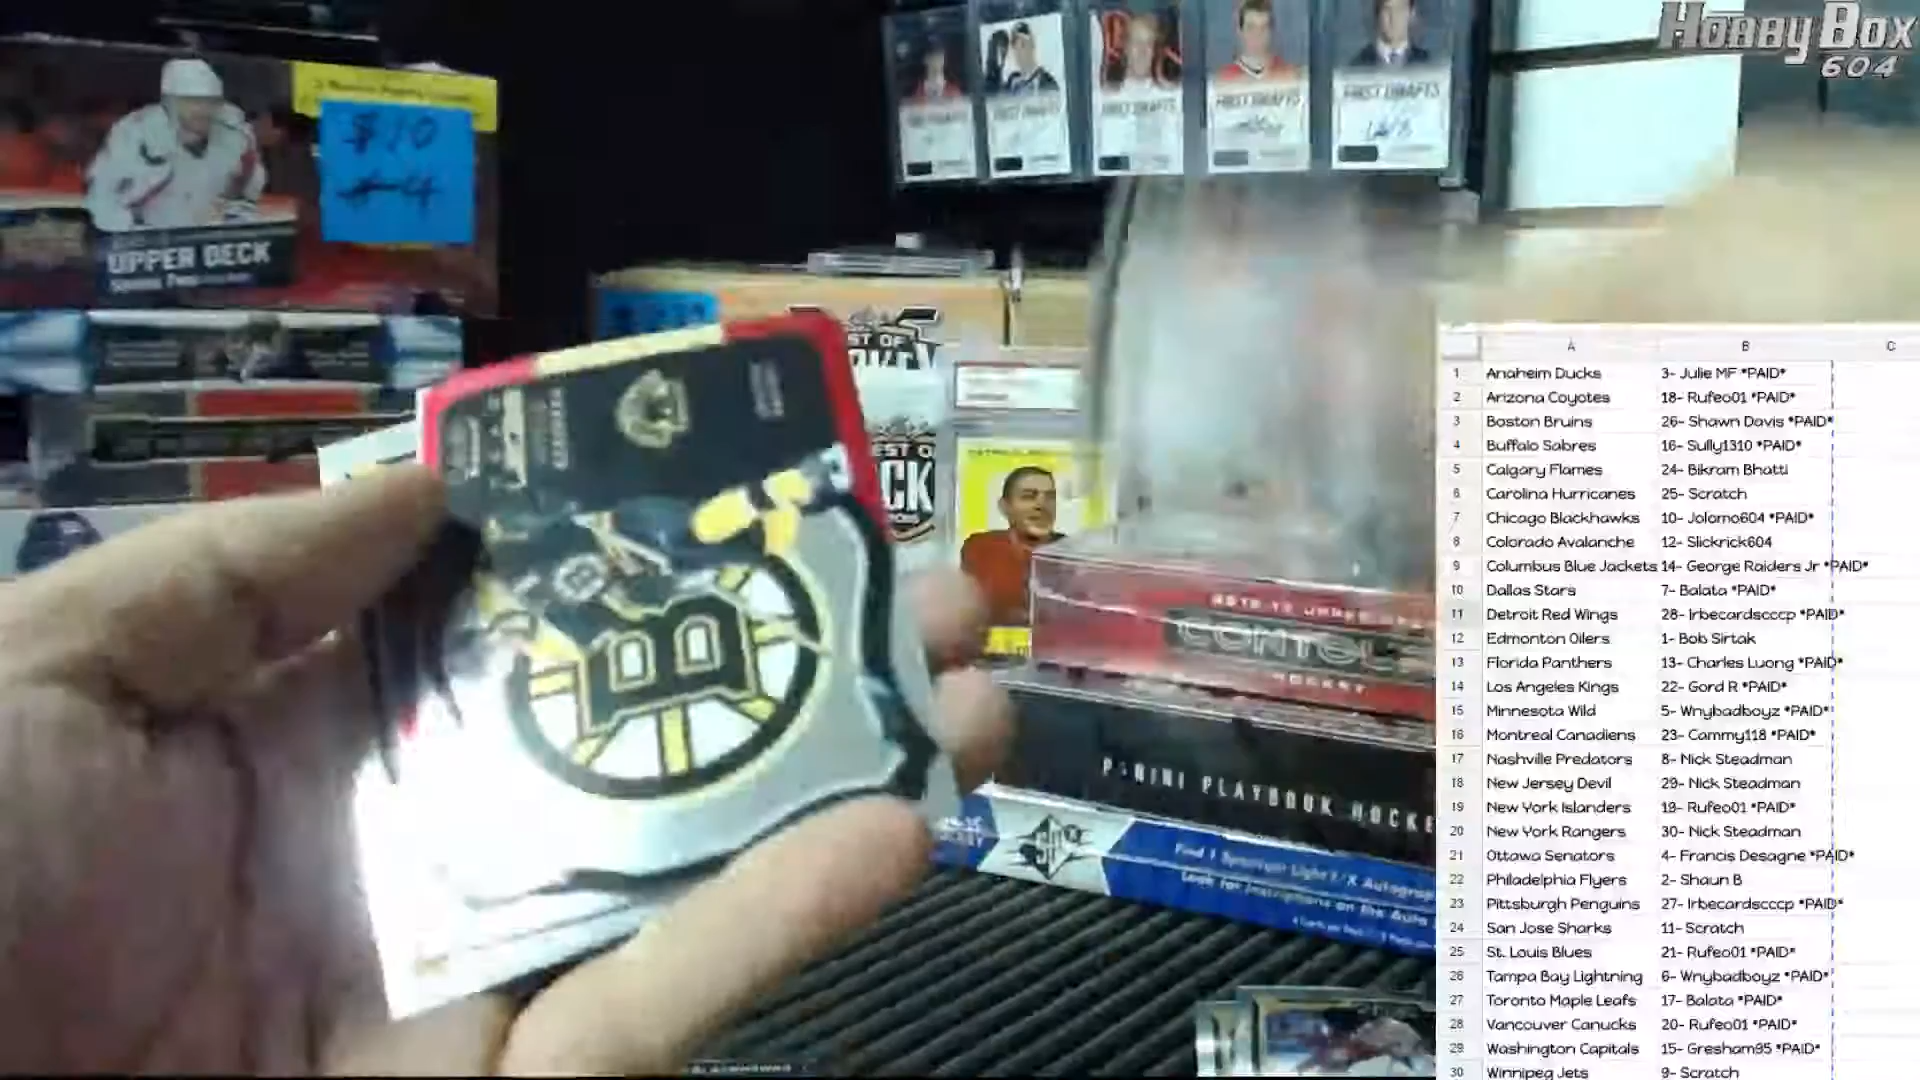 HOBBY BOX
604
$10
UPPER DECK
FIRST DRAFTS
FIRST DRAFTS
FIRST DRAFTS
FIRST DRAFTS
B
PANINI PLAYBOOK HOCKE
SPx
A B C
1 Anaheim Ducks 3- Julie MF *PAID*
2 Arizona Coyotes 18- Rufeo01 *PAID*
3 Boston Bruins 26- Shawn Davis *PAID*
4 Buffalo Sabres 16- Sully1310 *PAID*
5 Calgary Flames 24- Bikram Bhatti
6 Carolina Hurricanes 25- Scratch
7 Chicago Blackhawks 10- Jolomo604 *PAID*
8 Colorado Avalanche 12- Slickrick604
9 Columbus Blue Jackets 14- George Raiders Jr *PAID*
10 Dallas Stars 7- Balata *PAID*
11 Detroit Red Wings 28- Irbecardscccp *PAID*
12 Edmonton Oilers 1- Bob Sirtak
13 Florida Panthers 13- Charles Luong *PAID*
14 Los Angeles Kings 22- Gord R *PAID*
15 Minnesota Wild 5- Wnybadboyz *PAID*
16 Montreal Canadiens 23- Cammy118 *PAID*
17 Nashville Predators 8- Nick Steadman
18 New Jersey Devil 29- Nick Steadman
19 New York Islanders 19- Rufeo01 *PAID*
20 New York Rangers 30- Nick Steadman
21 Ottawa Senators 4- Francis Desagne *PAID*
22 Philadelphia Flyers 2- Shaun B
23 Pittsburgh Penguins 27- Irbecardscccp *PAID*
24 San Jose Sharks 11- Scratch
25 St. Louis Blues 21- Rufeo01 *PAID*
26 Tampa Bay Lightning 6- Wnybadboyz *PAID*
27 Toronto Maple Leafs 17- Balata *PAID*
28 Vancouver Canucks 20- Rufeo01 *PAID*
29 Washington Capitals 15- Gresham95 *PAID*
30 Winnipeg Jets 9- Scratch